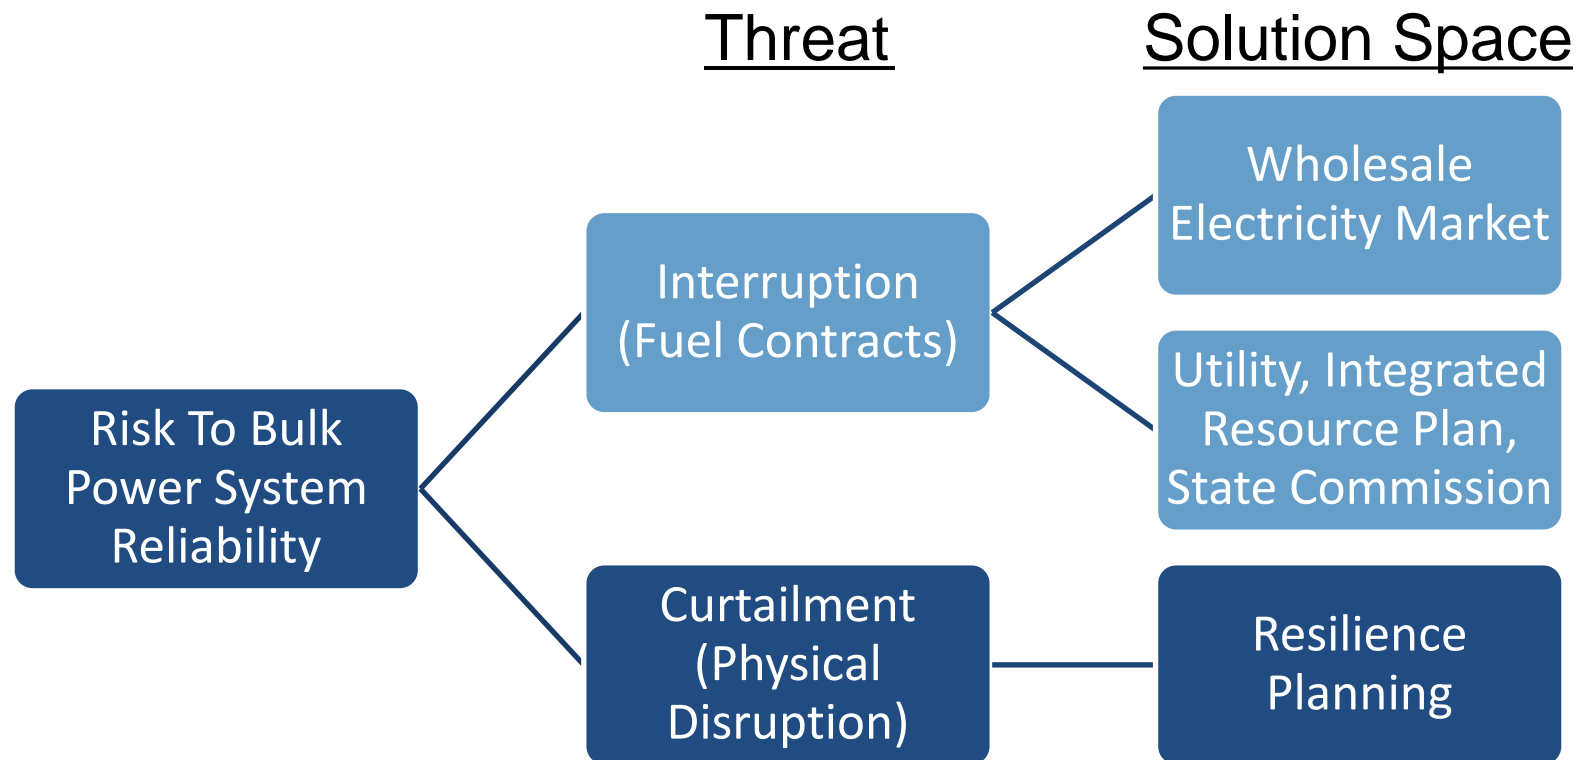 Threat
Solution Space
Wholesale
Electricity Market
Interruption
(Fuel Contracts)
Utility, Integrated
Resource Plan,
State Commission
Risk To Bulk
Power System
Reliability
Curtailment
(Physical
Disruption)
Resilience
Planning